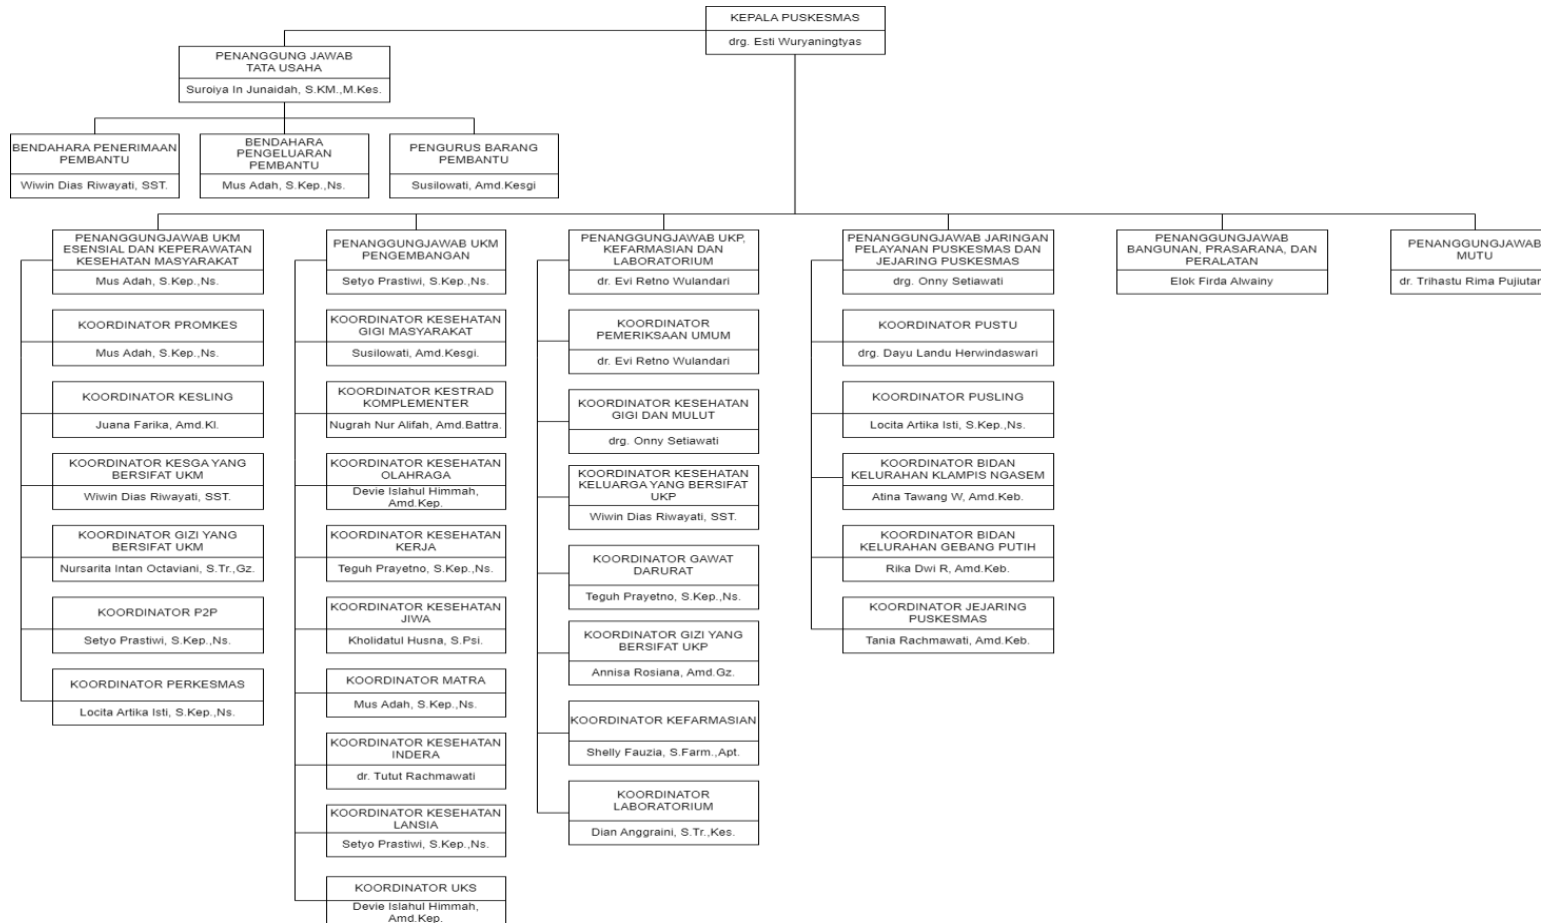 KEPALA PUSKESMAS
drg. Esti Wuryaningtyas
PENANGGUNG JAWAB
TATA USAHA
Suroiya In Junaidah, S.KM.,M.Kes.
BENDAHARA PENERIMAAN
PEMBANTU
Wiwin Dias Riwayati, SST.
BENDAHARA
PENGELUARAN
PEMBANTU
Mus Adah, S.Kep.,Ns.
PENGURUS BARANG
PEMBANTU
Susilowati, Amd.Kesgi
PENANGGUNGJAWAB UKM
ESENSIAL DAN KEPERAWATAN
KESEHATAN MASYARAKAT
Mus Adah, S.Kep.,Ns.
KOORDINATOR PROMKES
Mus Adah, S.Kep.,Ns.
KOORDINATOR KESLING
Juana Farika, Amd.Kl.
KOORDINATOR KESGA YANG
BERSIFAT UKM
Wiwin Dias Riwayati, SST.
KOORDINATOR GIZI YANG
BERSIFAT UKM
Nursarita Intan Octaviani, S.Tr.,Gz.
KOORDINATOR P2P
Setyo Prastiwi, S.Kep.,Ns.
KOORDINATOR PERKESMAS
Locita Artika Isti, S.Kep.,Ns.
PENANGGUNGJAWAB UKM
PENGEMBANGAN
Setyo Prastiwi, S.Kep.,Ns.
KOORDINATOR KESEHATAN
GIGI MASYARAKAT
Susilowati, Amd.Kesgi.
KOORDINATOR KESTRAD
KOMPLEMENTER
Nugrah Nur Alifah, Amd.Battra.
KOORDINATOR KESEHATAN
OLAHRAGA
Devie Islahul Himmah,
Amd.Kep.
KOORDINATOR KESEHATAN
KERJA
Teguh Prayetno, S.Kep.,Ns.
KOORDINATOR KESEHATAN
JIWA
Kholidatul Husna, S.Psi.
KOORDINATOR MATRA
Mus Adah, S.Kep.,Ns.
KOORDINATOR KESEHATAN
INDERA
dr. Tutut Rachmawati
KOORDINATOR KESEHATAN
LANSIA
Setyo Prastiwi, S.Kep.,Ns.
KOORDINATOR UKS
Devie Islahul Himmah,
Amd.Kep.
PENANGGUNGJAWAB UKP,
KEFARMASIAN DAN
LABORATORIUM
dr. Evi Retno Wulandari
KOORDINATOR
PEMERIKSAAN UMUM
dr. Evi Retno Wulandari
KOORDINATOR KESEHATAN
GIGI DAN MULUT
drg. Onny Setiawati
KOORDINATOR KESEHATAN
KELUARGA YANG BERSIFAT
UKP
Wiwin Dias Riwayati, SST.
KOORDINATOR GAWAT
DARURAT
Teguh Prayetno, S.Kep.,Ns.
KOORDINATOR GIZI YANG
BERSIFAT UKP
Annisa Rosiana, Amd.Gz.
KOORDINATOR KEFARMASIAN
Shelly Fauzia, S.Farm.,Apt.
KOORDINATOR
LABORATORIUM
Dian Anggraini, S.Tr.,Kes.
PENANGGUNGJAWAB JARINGAN
PELAYANAN PUSKESMAS DAN
JEJARING PUSKESMAS
drg. Onny Setiawati
KOORDINATOR PUSTU
drg. Dayu Landu Herwindaswari
KOORDINATOR PUSLING
Locita Artika Isti, S.Kep.,Ns.
KOORDINATOR BIDAN
KELURAHAN KLAMPIS NGASEM
Atina Tawang W, Amd.Keb.
KOORDINATOR BIDAN
KELURAHAN GEBANG PUTIH
Rika Dwi R, Amd.Keb.
KOORDINATOR JEJARING
PUSKESMAS
Tania Rachmawati, Amd.Keb.
PENANGGUNGJAWAB
BANGUNAN, PRASARANA, DAN
PERALATAN
Elok Firda Alwainy
PENANGGUNGJAWAB
MUTU
dr. Trihastu Rima